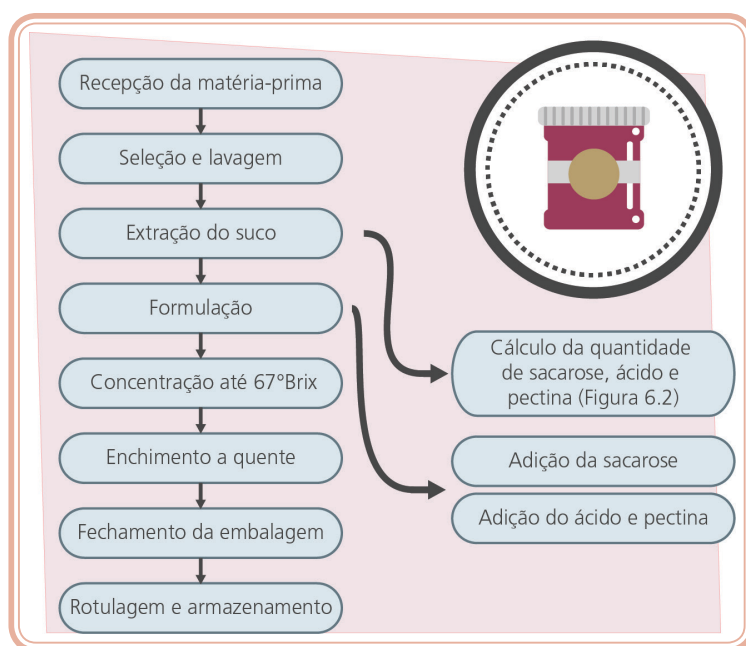 Recepção da matéria-prima
Seleção e lavagem
Extração do suco
Formulação
Concentração até 67°Brix
Enchimento a quente
Fechamento da embalagem
Rotulagem e armazenamento
Cálculo da quantidade
de sacarose, ácido e
pectina (Figura 6.2)
Adição da sacarose
Adição do ácido e pectina